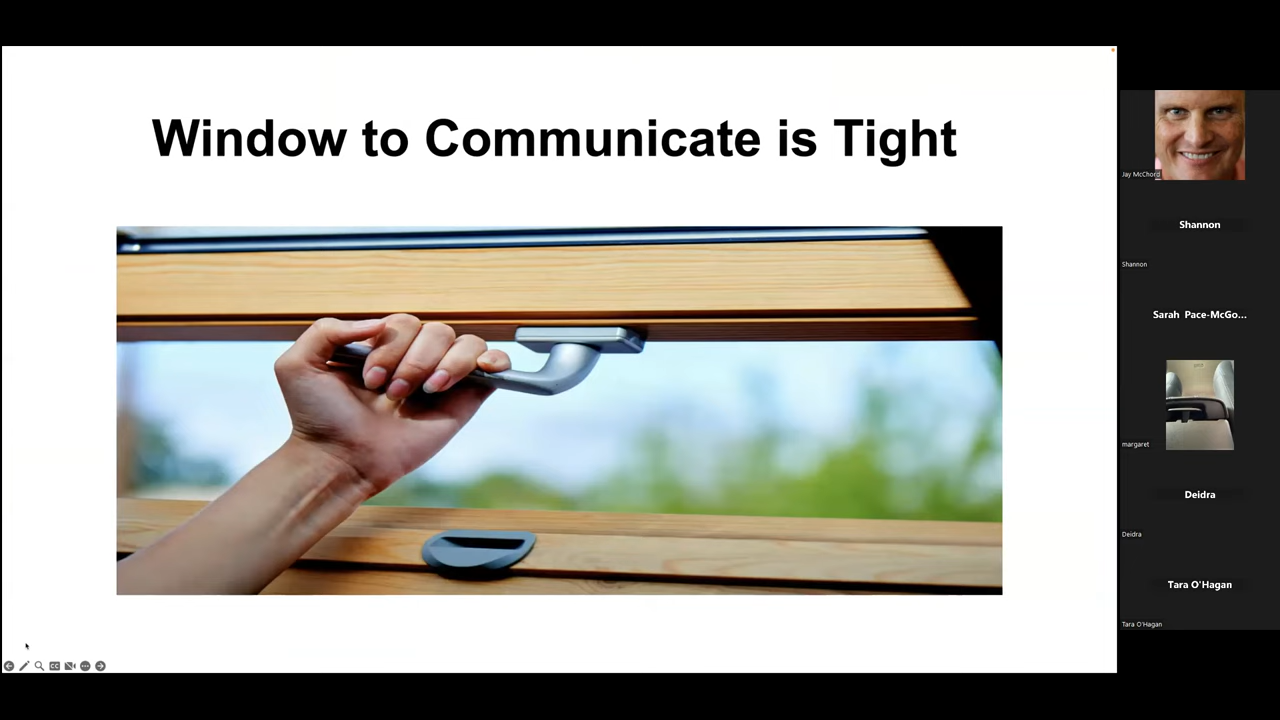 Window to Communicate is Tight
Jay McChord
Shannon
Shannon
Sarah Pace-McGo...
margaret
Deidra
Deidra
Tara O'Hagan
Tara O'Hagan
CC